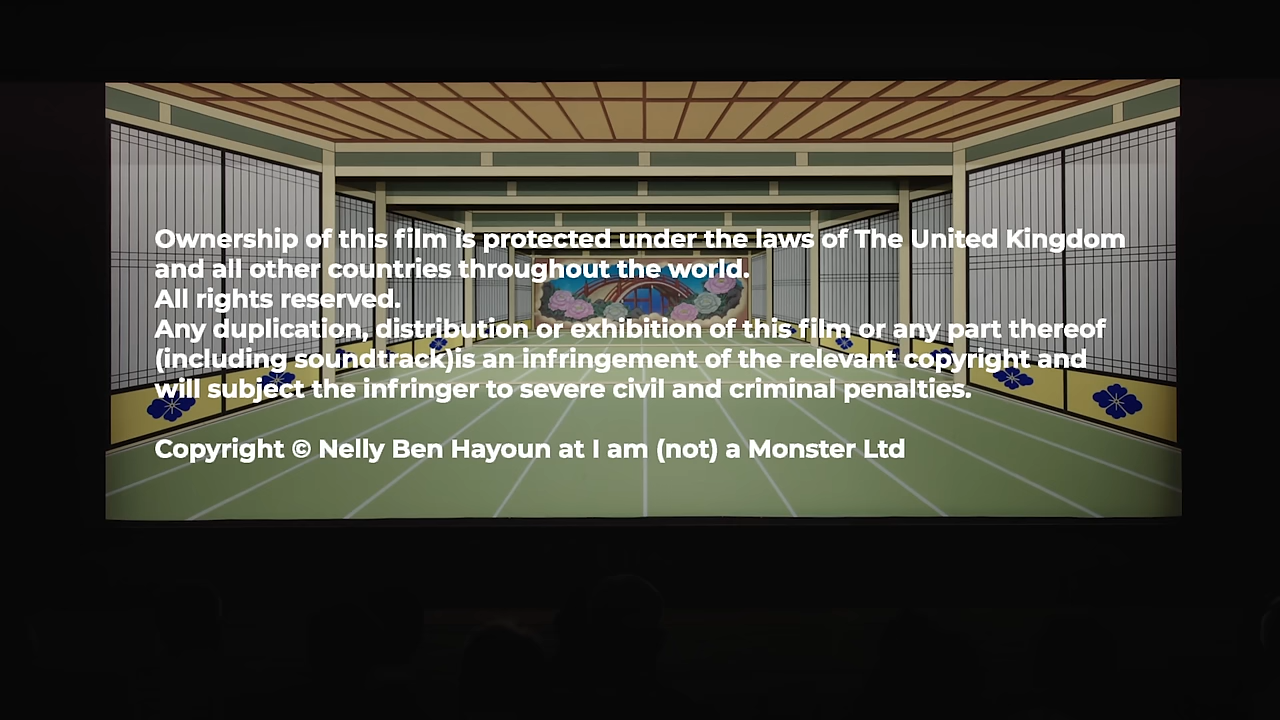 Ownership of this film is protected under the laws of The United Kingdom
and all other countries throughout the world.
All rights reserved.
Any duplication, distribution or exhibition of this film or any part thereof
(including soundtrack)is an infringement of the relevant copyright and
will subject the infringer to severe civil and criminal penalties.
Copyright © Nelly Ben Hayoun at I am (not) a Monster Ltd